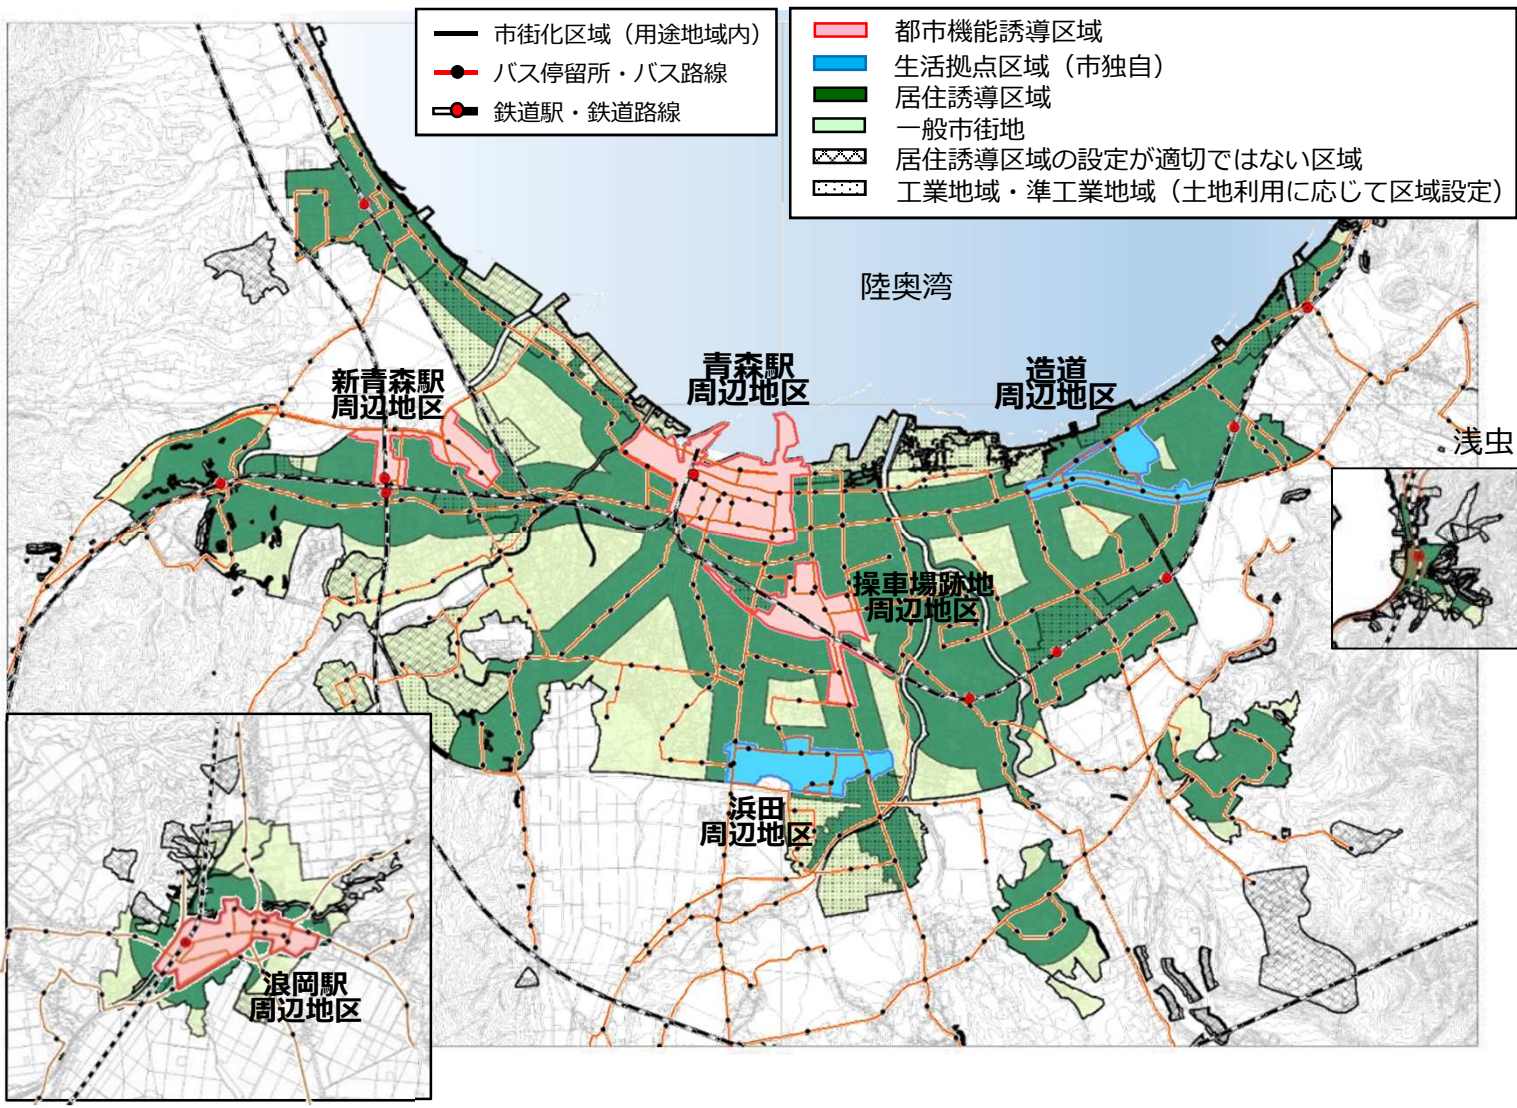 市街化区域（用途地域内）
バス停留所・バス路線
鉄道駅・鉄道路線
都市機能誘導区域
生活拠点区域（市独自）
居住誘導区域
一般市街地
居住誘導区域の設定が適切ではない区域
工業地域・準工業地域（土地利用に応じて区域設定）
陸奥湾
新青森駅
周辺地区
青森駅
周辺地区
造道
周辺地区
浅虫
操車場跡地
周辺地区
浜田
周辺地区
浪岡駅
周辺地区